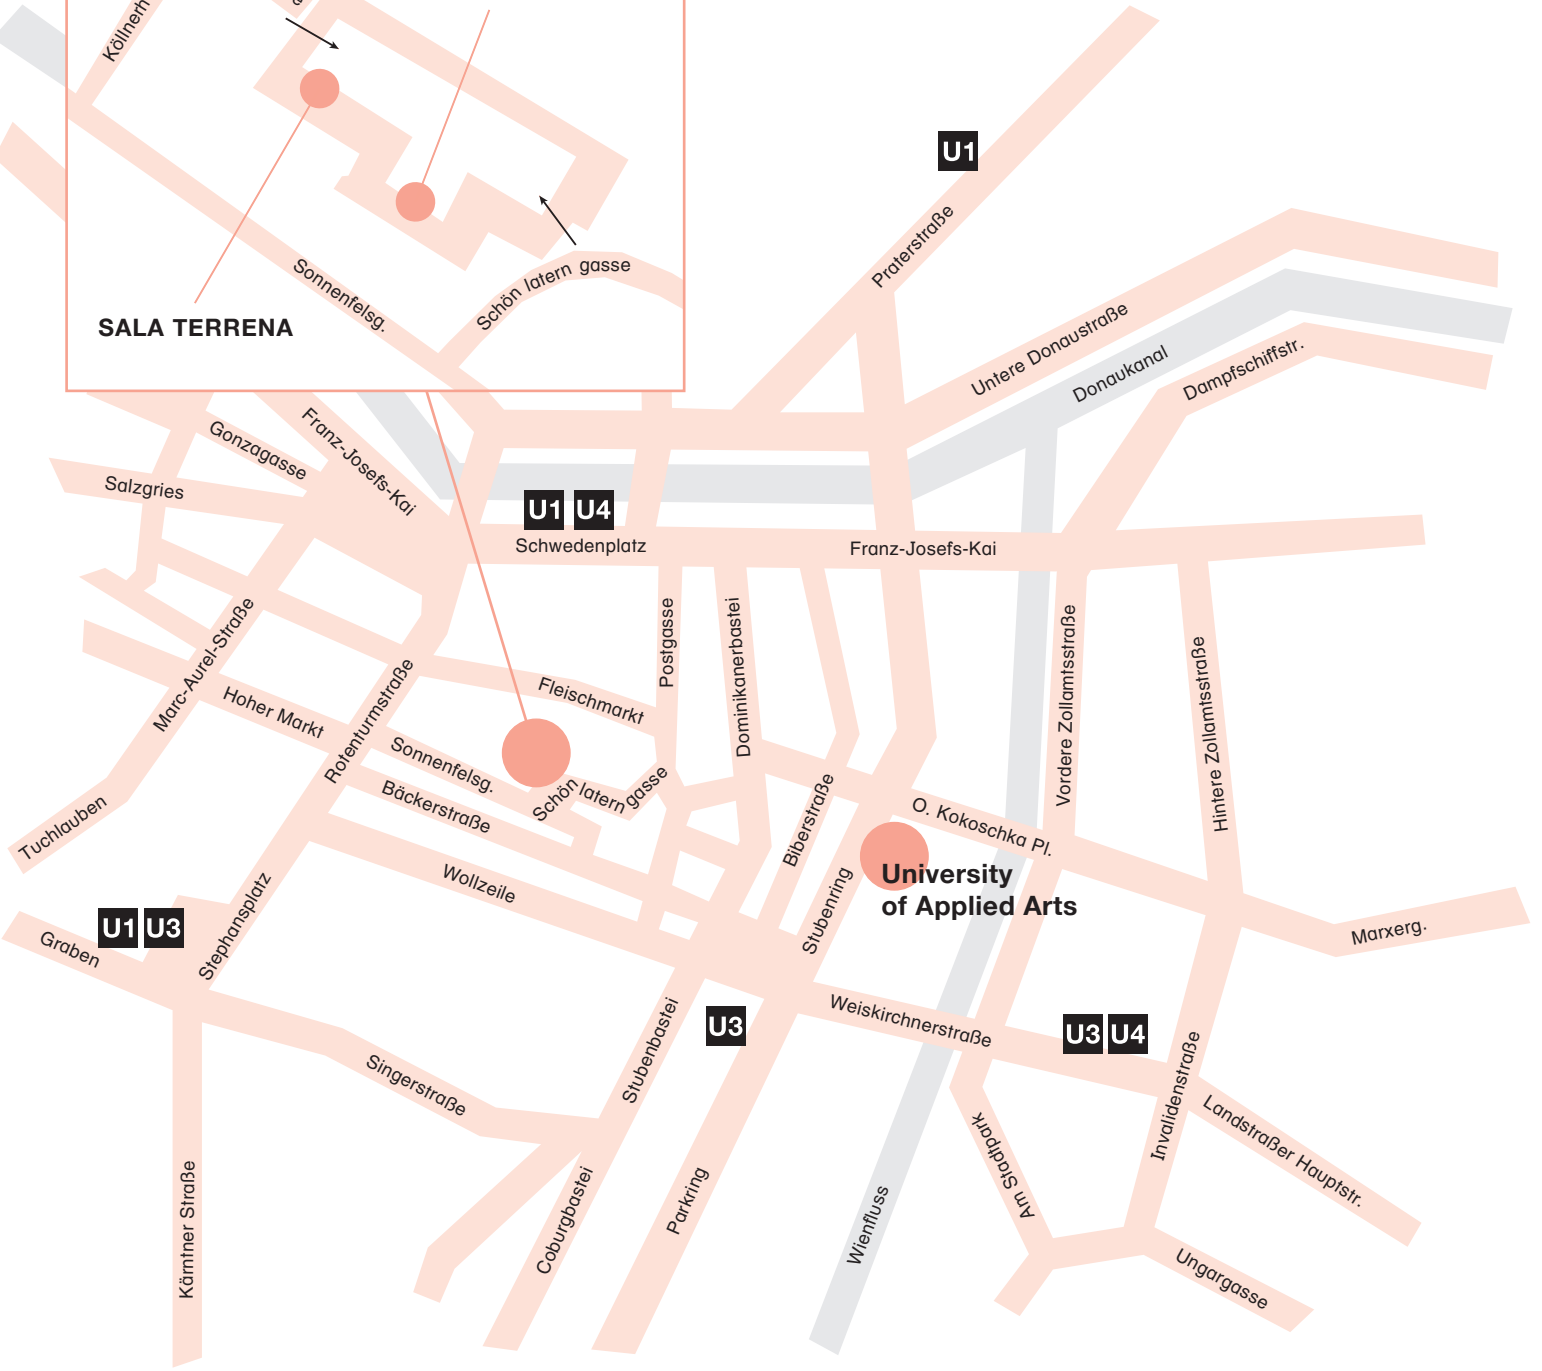 Köllnerh
SALA TERRENA
Sonnenfelsg.
Schön latern gasse
U1
Praterstraße
Untere Donaustraße
Donaukanal
Dampfschiffstr.
Gonzagasse
Franz-Josefs-Kai
Salzgries
U1 U4
Schwedenplatz
Franz-Josefs-Kai
Marc-Aurel-Straße
Postgasse
Dominikanerbastei
Vordere Zollamtsstraße
Hintere Zollamtsstraße
Fleischmarkt
Hoher Markt
Rotenturmstraße
Sonnenfelsg.
Bäckerstraße
Schön latern gasse
Tuchlauben
Biberstraße
O. Kokoschka Pl.
Wollzeile
University
of Applied Arts
Stubenring
U1 U3
Graben
Stephansplatz
Marxerg.
Weiskirchnerstraße
U3
U3 U4
Stubenbastei
Singerstraße
Invalidenstraße
Landstraßer Hauptstr.
Am Stadtpark
Kärntner Straße
Coburgbastei
Parkring
Wienfluss
Ungargasse